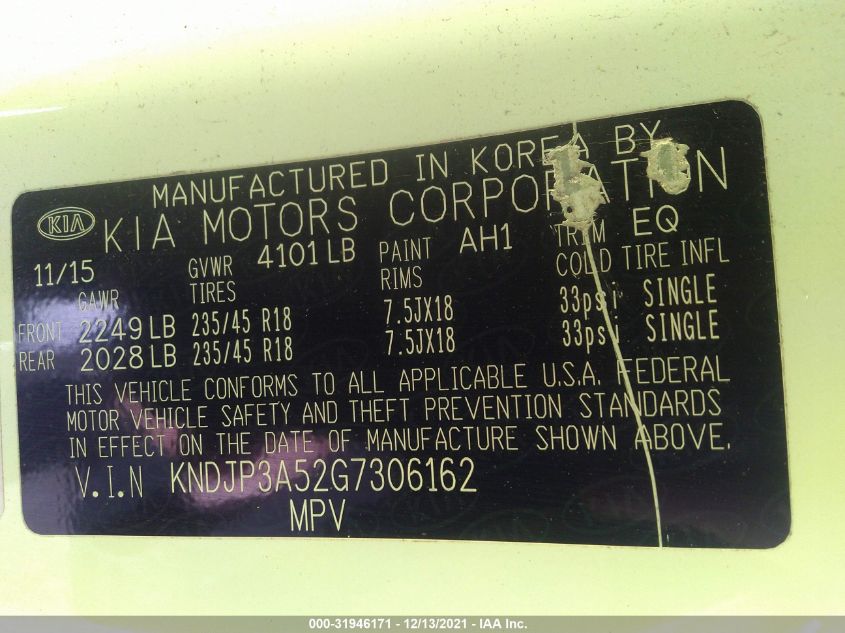 MANUFACTURED IN KOREA BY
KIA KIA MOTORS CORPORATION
11/15 GVWR 4101 LB PAINT AH1 TRIM EQ
GAWR TIRES RIMS COLD TIRE INFL
FRONT 2249 LB 235/45 R18 7.5JX18 33psi SINGLE
REAR 2028 LB 235/45 R18 7.5JX18 33psi SINGLE
THIS VEHICLE CONFORMS TO ALL APPLICABLE U.S.A. FEDERAL
MOTOR VEHICLE SAFETY AND THEFT PREVENTION STANDARDS
IN EFFECT ON THE DATE OF MANUFACTURE SHOWN ABOVE.
V.I.N KNDJP3A52G7306162
MPV
000-31946171 - 12/13/2021 - IAA Inc.